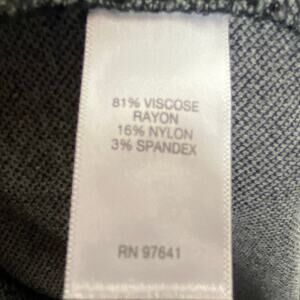 81% VISCOSE
RAYON
16% NYLON
3% SPANDEX
RN 97641